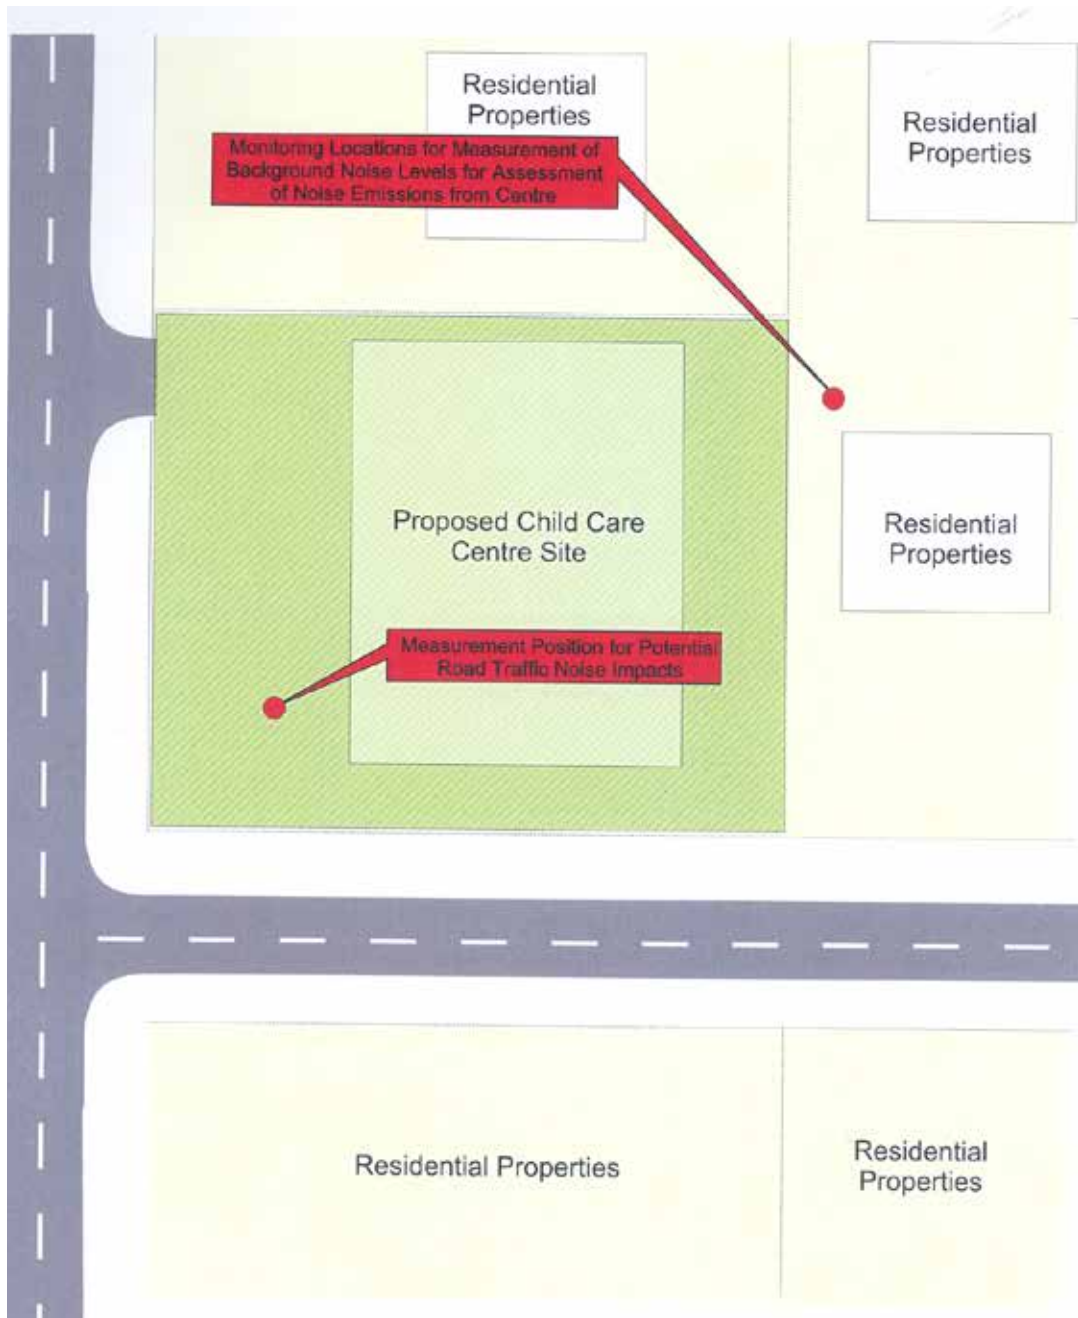 Residential
Properties
Residential
Properties
Monitoring Locations for Measurement of
Background Noise Levels for Assessment
of Noise Emissions from Centre
Proposed Child Care
Centre Site
Residential
Properties
Measurement Position for Potential
Road Traffic Noise Impacts
Residential Properties
Residential
Properties